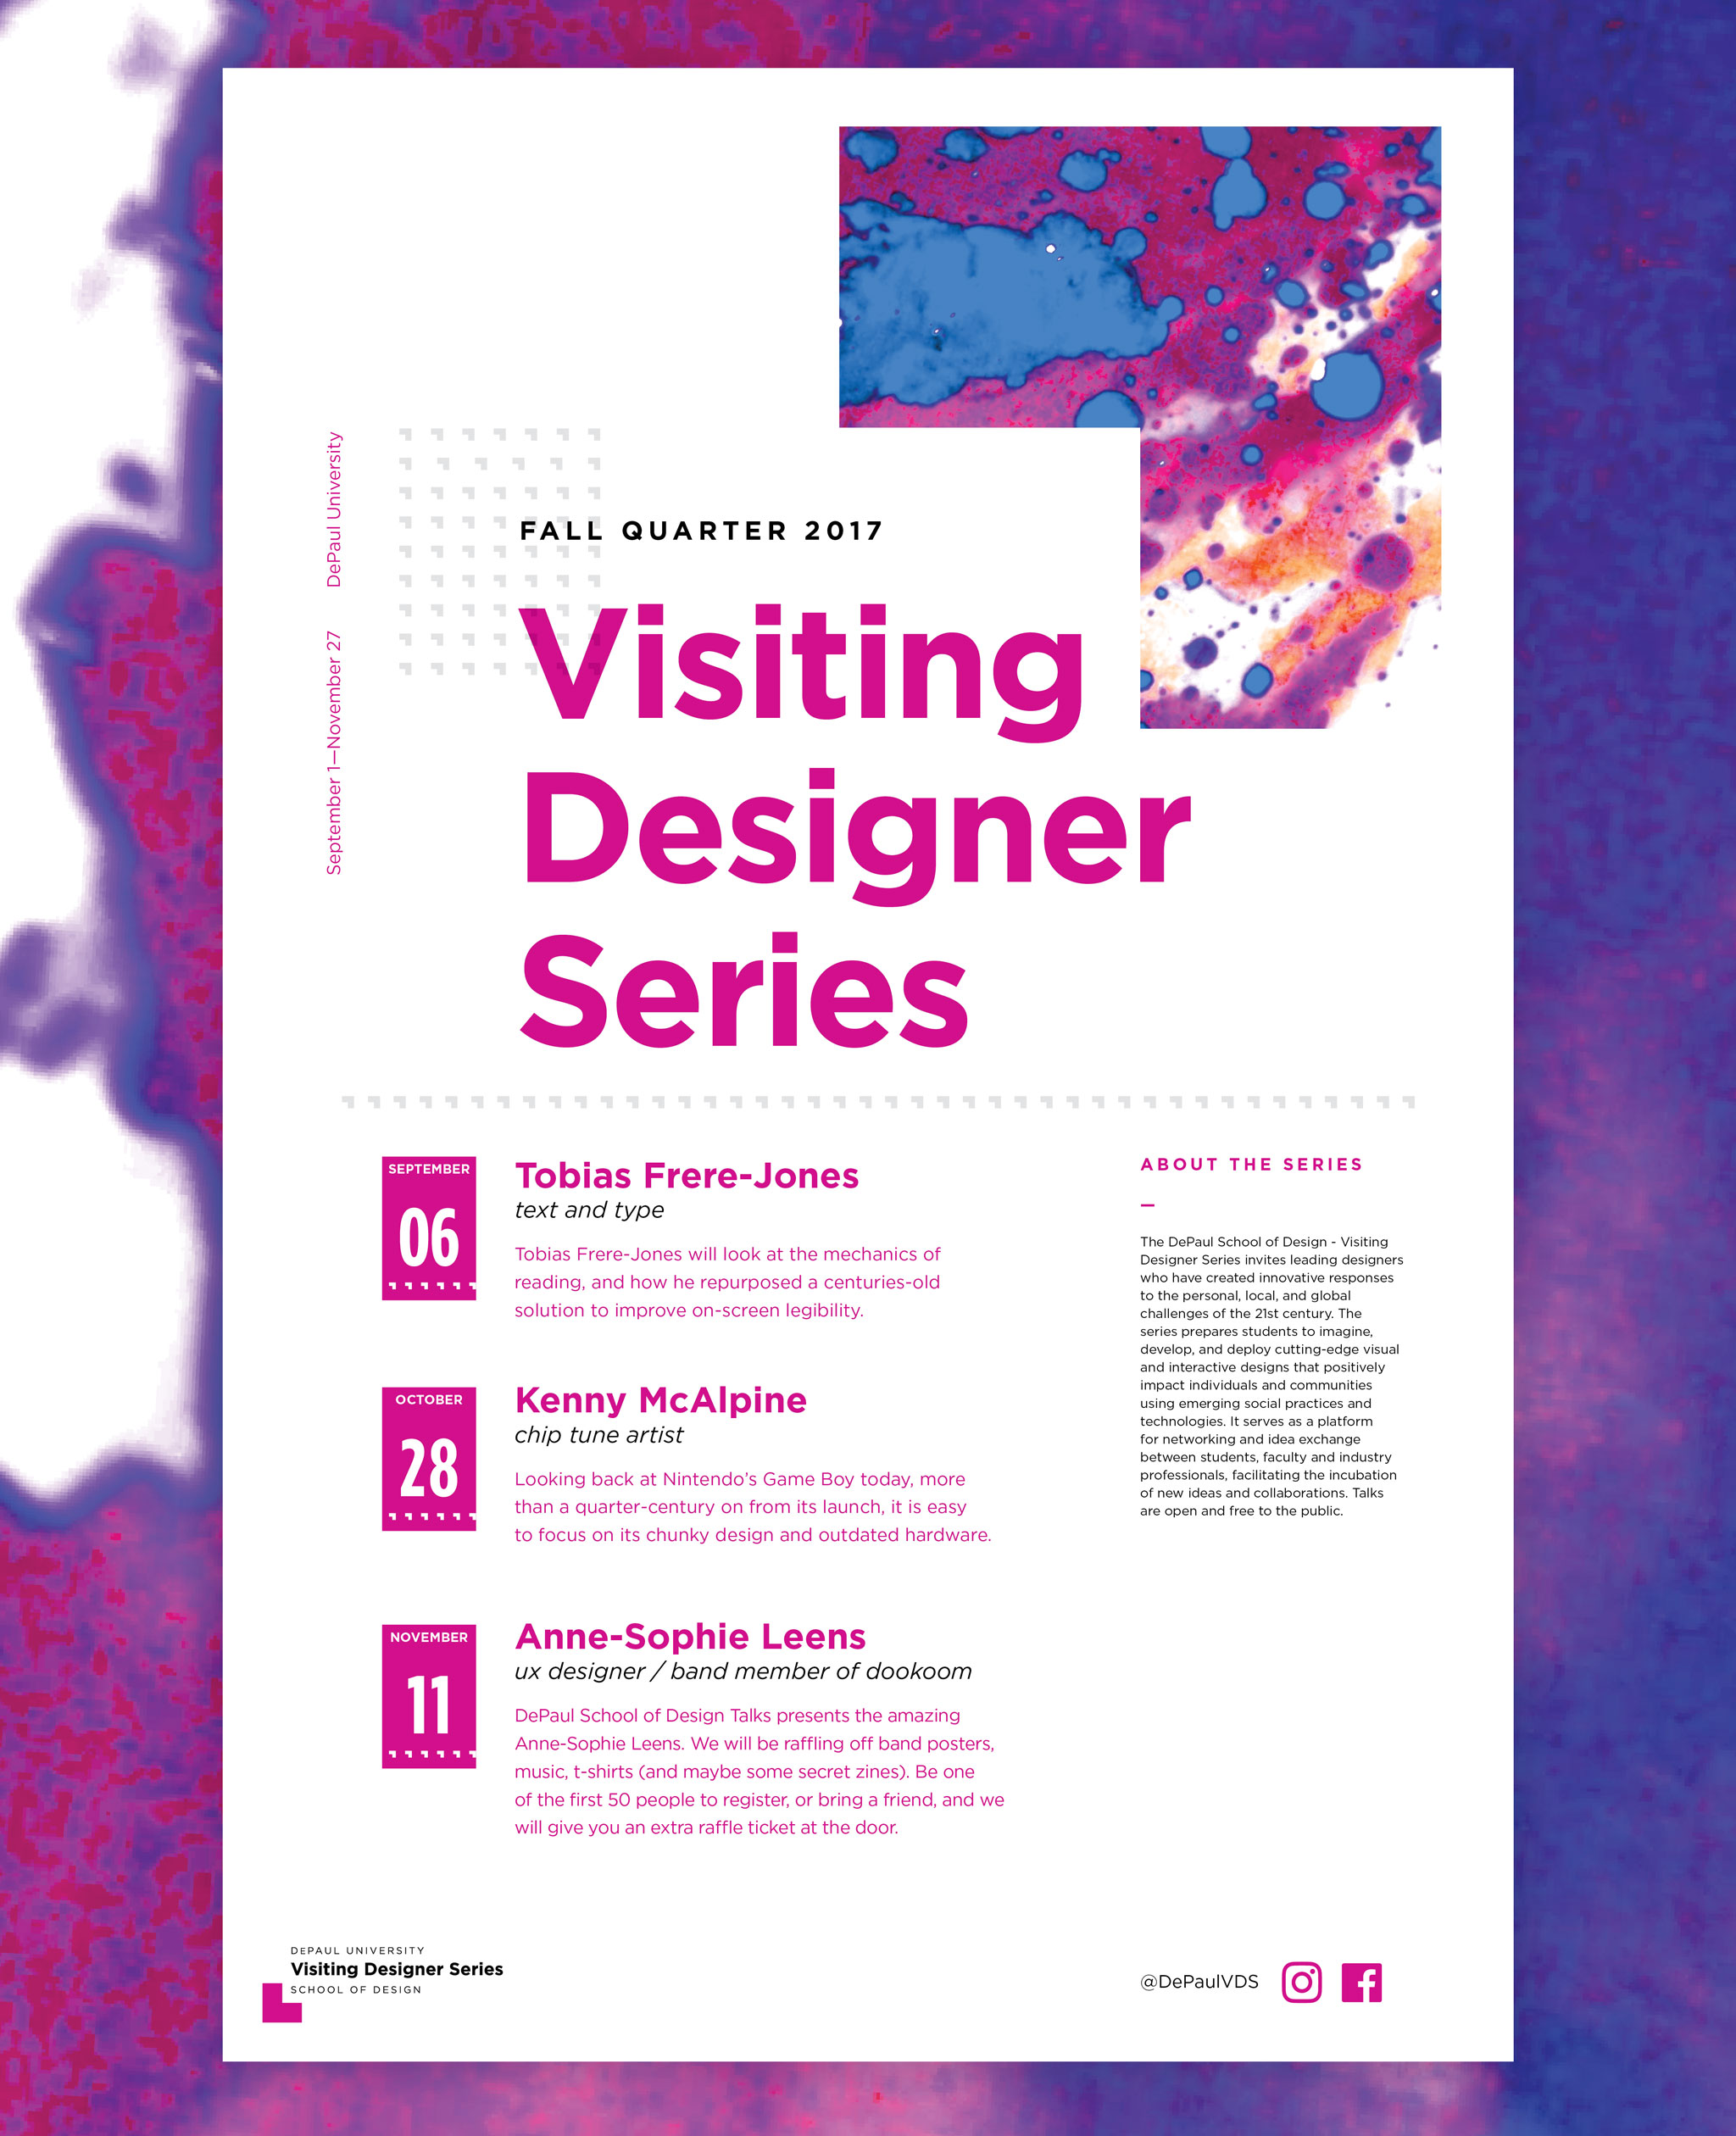 DePaul University
September 1—November 27
FALL QUARTER 2017
Visiting
Designer
Series
SEPTEMBER
06
Tobias Frere-Jones
text and type
Tobias Frere-Jones will look at the mechanics of
reading, and how he repurposed a centuries-old
solution to improve on-screen legibility.
OCTOBER
28
Kenny McAlpine
chip tune artist
Looking back at Nintendo’s Game Boy today, more
than a quarter-century on from its launch, it is easy
to focus on its chunky design and outdated hardware.
NOVEMBER
11
Anne-Sophie Leens
ux designer / band member of dookoom
DePaul School of Design Talks presents the amazing
Anne-Sophie Leens. We will be raffling off band posters,
music, t-shirts (and maybe some secret zines). Be one
of the first 50 people to register, or bring a friend, and we
will give you an extra raffle ticket at the door.
ABOUT THE SERIES
—
The DePaul School of Design - Visiting
Designer Series invites leading designers
who have created innovative responses
to the personal, local, and global
challenges of the 21st century. The
series prepares students to imagine,
develop, and deploy cutting-edge visual
and interactive designs that positively
impact individuals and communities
using emerging social practices and
technologies. It serves as a platform
for networking and idea exchange
between students, faculty and industry
professionals, facilitating the incubation
of new ideas and collaborations. Talks
are open and free to the public.
DEPAUL UNIVERSITY
Visiting Designer Series
SCHOOL OF DESIGN
@DePaulVDS